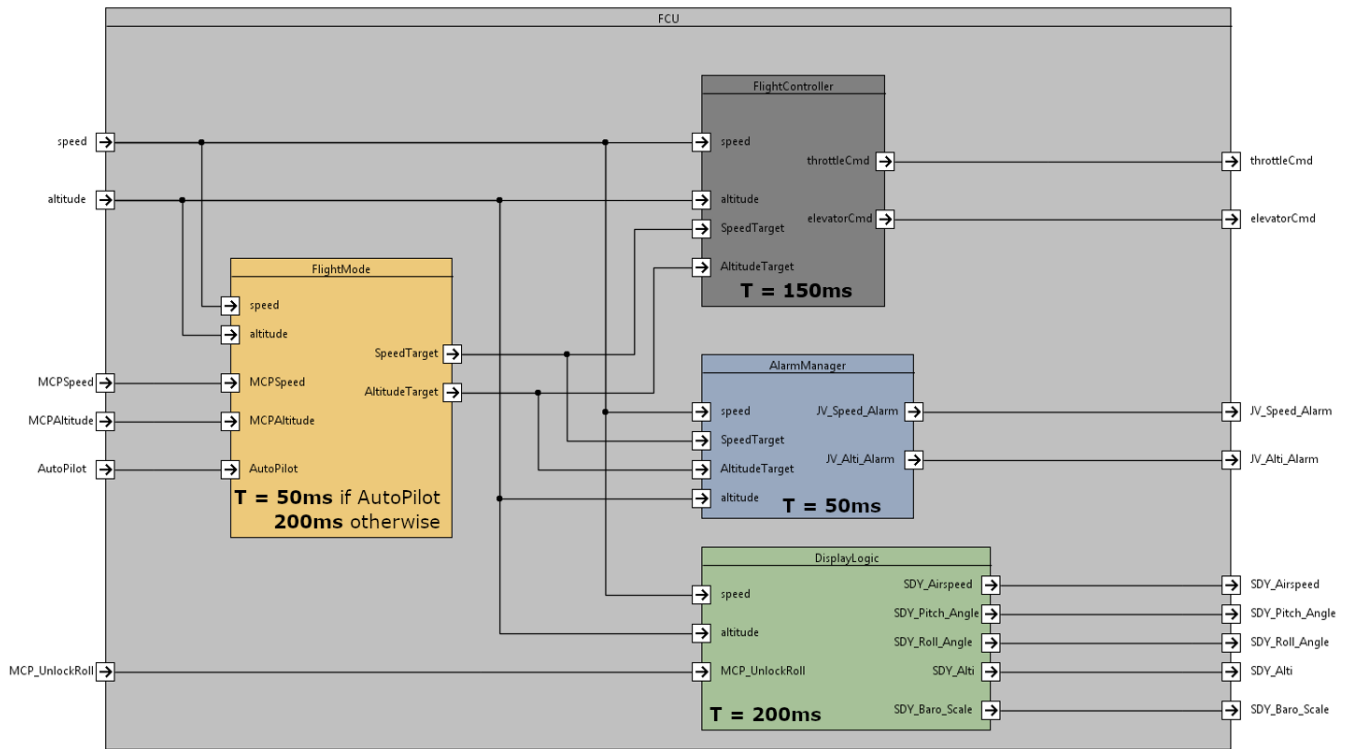 FCU
FlightController
speed
speed
throttleCmd
throttleCmd
altitude
altitude
elevatorCmd
elevatorCmd
SpeedTarget
AltitudeTarget
T = 150ms
FlightMode
speed
altitude
SpeedTarget
AltitudeTarget
MCPSpeed
MCPSpeed
MCPAltitude
MCPAltitude
AutoPilot
AutoPilot
T = 50ms if AutoPilot
200ms otherwise
AlarmManager
speed
JV_Speed_Alarm
JV_Speed_Alarm
SpeedTarget
AltitudeTarget
JV_Alti_Alarm
JV_Alti_Alarm
altitude
T = 50ms
DisplayLogic
speed
SDY_Airspeed
SDY_Airspeed
SDY_Pitch_Angle
SDY_Pitch_Angle
altitude
SDY_Roll_Angle
SDY_Roll_Angle
MCP_UnlockRoll
MCP_UnlockRoll
SDY_Alti
SDY_Alti
SDY_Baro_Scale
SDY_Baro_Scale
T = 200ms